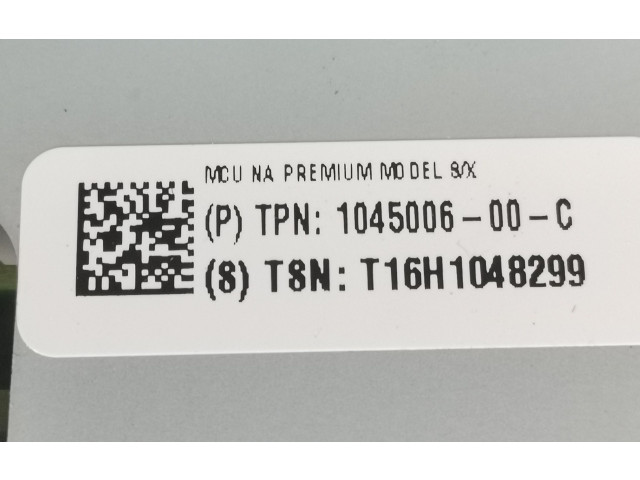 MCU NA PREMIUM MODEL S/X
(P) TPN: 1045006-00-C
(S) TSN: T16H1048299